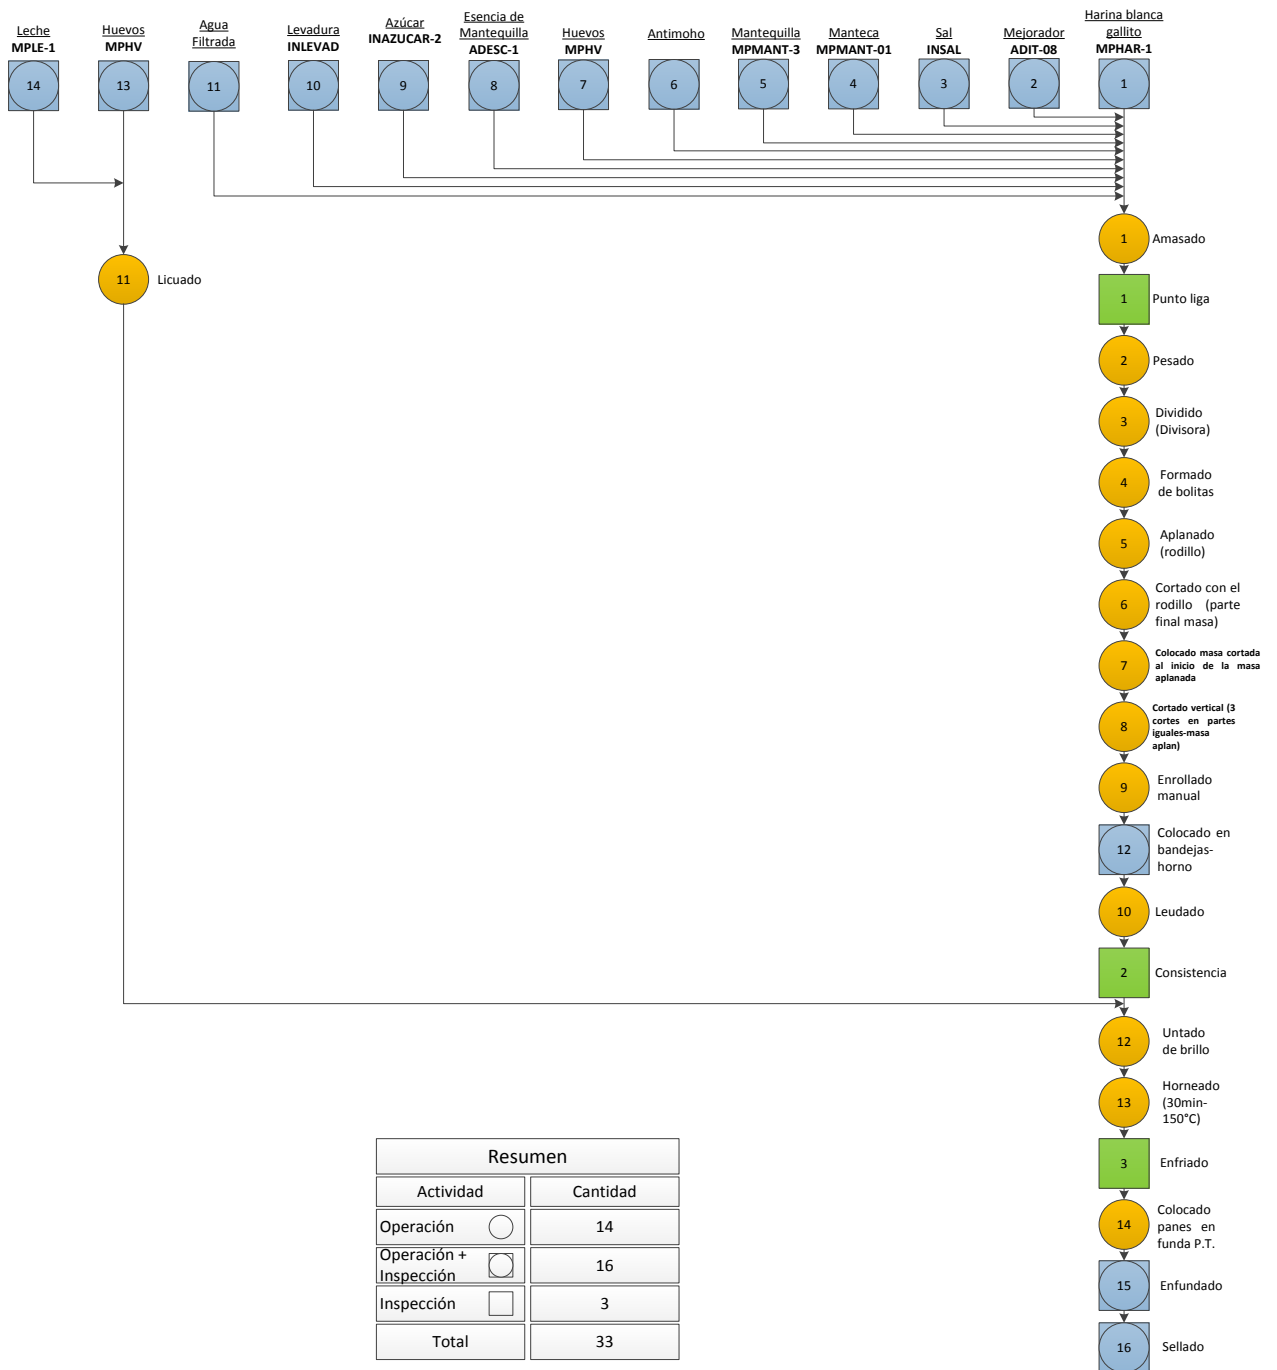 Leche
MPLE-1
14
Huevos
MPHV
13
Agua
Filtrada
11
Levadura
INLEVAD
10
Azúcar
INAZUCAR-2
9
Esencia de
Mantequilla
ADESC-1
8
Huevos
MPHV
7
Antimoho
6
Mantequilla
MPMANT-3
5
Manteca
MPMANT-01
4
Sal
INSAL
3
Mejorador
ADIT-08
2
Harina blanca
gallito
MPHAR-1
1
1 Amasado
11 Licuado
1 Punto liga
2 Pesado
3 Dividido
(Divisora)
4 Formado
de bolitas
5 Aplanado
(rodillo)
6 Cortado con el
rodillo (parte
final masa)
7 Colocado masa cortada
al inicio de la masa
aplanada
8 Cortado vertical (3
cortes en partes
iguales-masa
aplan)
9 Enrollado
manual
12 Colocado en
bandejas-
horno
10 Leudado
2 Consistencia
12 Untado
de brillo
13 Horneado
(30min-
150°C)
3 Enfriado
14 Colocado
panes en
funda P.T.
15 Enfundado
16 Sellado
Resumen
Actividad Cantidad
Operación 14
Operación +
Inspección 16
Inspección 3
Total 33